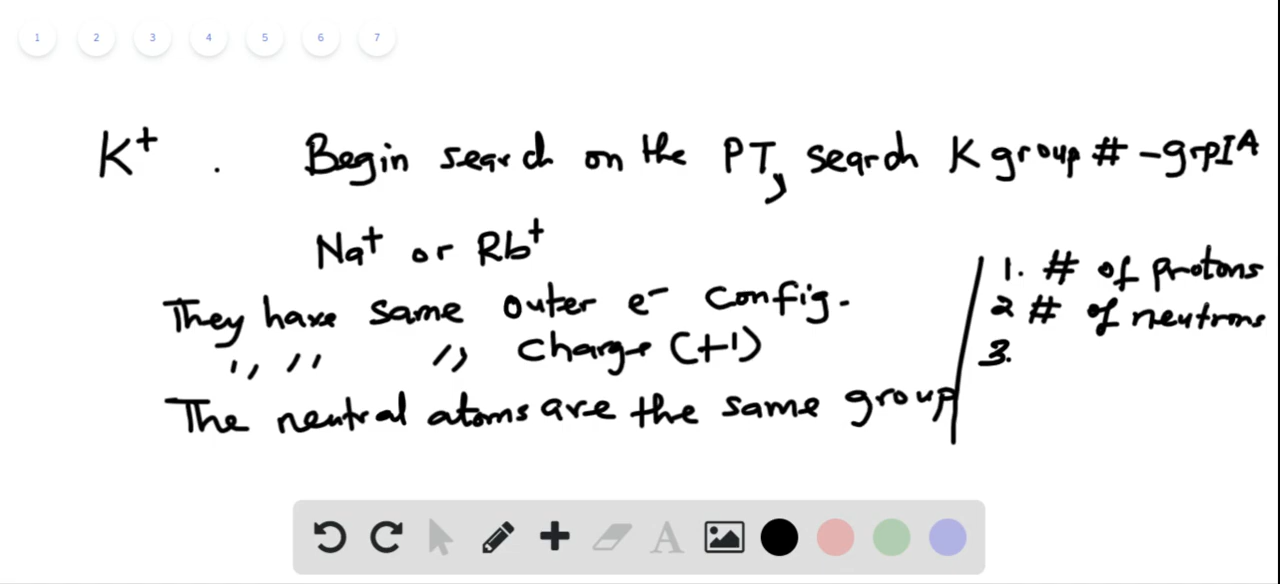 1 2 3 4 5 6 7
K+ . Begin search on the PT, search K group # - grp IA
Na+ or Rb+
They have same outer e- config.
,, ,, ,, charge (+1)
The neutral atoms are the same group
1. # of protons
2 # of neutrons
3.
A